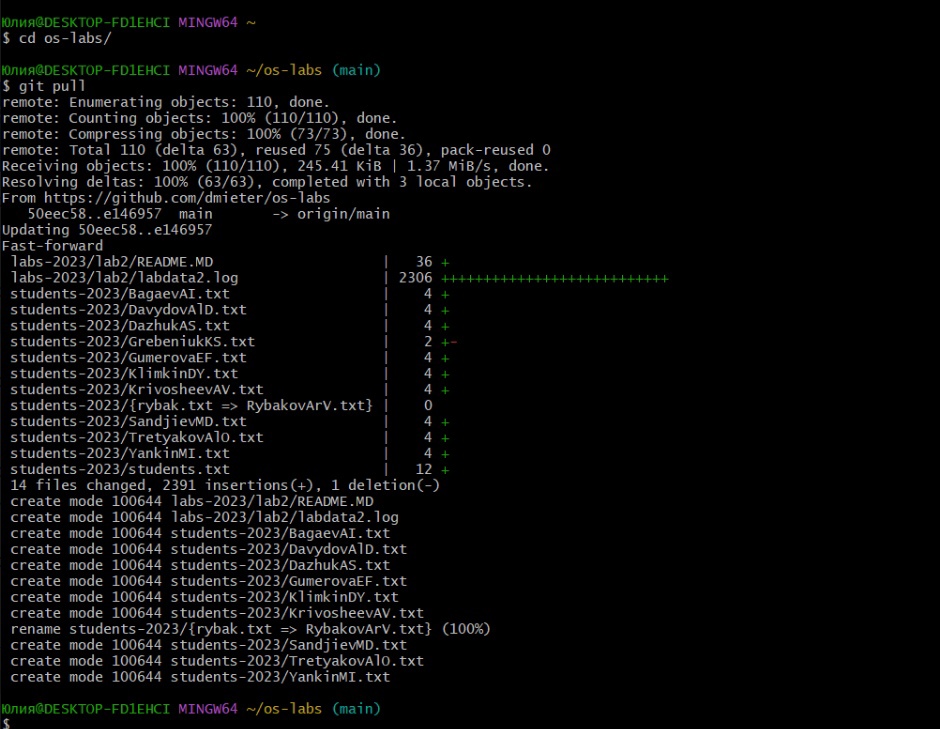 Юлия@DESKTOP-FD1EHCI MINGW64 ~
$ cd os-labs/

Юлия@DESKTOP-FD1EHCI MINGW64 ~/os-labs (main)
$ git pull
remote: Enumerating objects: 110, done.
remote: Counting objects: 100% (110/110), done.
remote: Compressing objects: 100% (73/73), done.
remote: Total 110 (delta 63), reused 75 (delta 36), pack-reused 0
Receiving objects: 100% (110/110), 245.41 KiB | 1.37 MiB/s, done.
Resolving deltas: 100% (63/63), completed with 3 local objects.
From https://github.com/dmieter/os-labs
   50eec58..e146957  main       -> origin/main
Updating 50eec58..e146957
Fast-forward
 labs-2023/lab2/README.MD                    |   36 +
 labs-2023/lab2/labdata2.log                 | 2306 +++++++++++++++++++++++++++
 students-2023/BagaevAI.txt                  |    4 +
 students-2023/DavydovAlD.txt                |    4 +
 students-2023/DazhukAS.txt                  |    4 +
 students-2023/GrebeniukKS.txt               |    2 +-
 students-2023/GumerovaEF.txt                |    4 +
 students-2023/KlimkinDY.txt                 |    4 +
 students-2023/KrivosheevAV.txt              |    4 +
 students-2023/{rybak.txt => RybakovArV.txt} |    0
 students-2023/SandjievMD.txt                |    4 +
 students-2023/TretyakovAlO.txt              |    4 +
 students-2023/YankinMI.txt                  |    4 +
 students-2023/students.txt                  |   12 +
 14 files changed, 2391 insertions(+), 1 deletion(-)
 create mode 100644 labs-2023/lab2/README.MD
 create mode 100644 labs-2023/lab2/labdata2.log
 create mode 100644 students-2023/BagaevAI.txt
 create mode 100644 students-2023/DavydovAlD.txt
 create mode 100644 students-2023/DazhukAS.txt
 create mode 100644 students-2023/GumerovaEF.txt
 create mode 100644 students-2023/KlimkinDY.txt
 create mode 100644 students-2023/KrivosheevAV.txt
 rename students-2023/{rybak.txt => RybakovArV.txt} (100%)
 create mode 100644 students-2023/SandjievMD.txt
 create mode 100644 students-2023/TretyakovAlO.txt
 create mode 100644 students-2023/YankinMI.txt

Юлия@DESKTOP-FD1EHCI MINGW64 ~/os-labs (main)
$